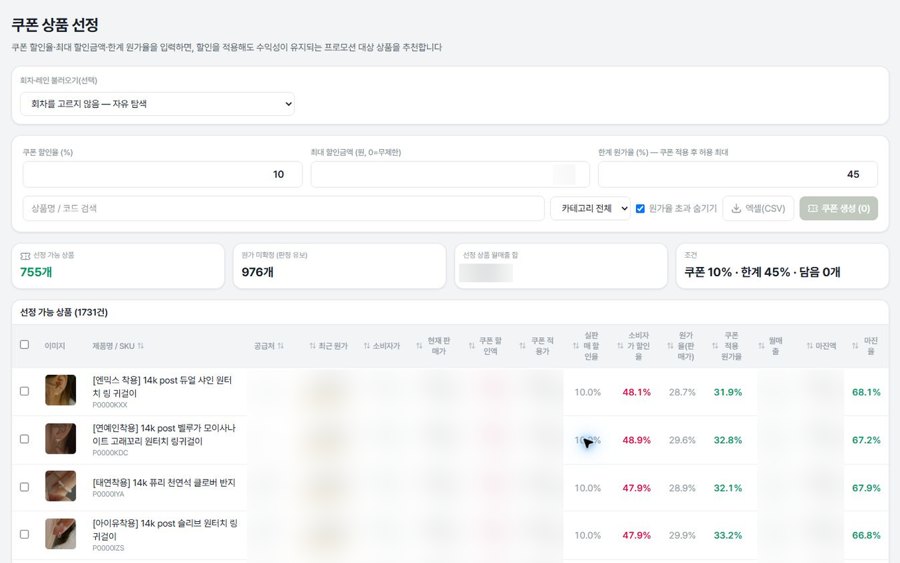 쿠폰 상품 선정
쿠폰 할인율·최대 할인금액·한계 원가율을 입력하면, 할인을 적용해도 수익성이 유지되는 프로모션 대상 상품을 추천합니다
회차·레인 불러오기(선택)
회차를 고르지 않음 — 자유 탐색
쿠폰 할인율 (%)
최대 할인금액 (원, 0=무제한)
한계 원가율 (%) — 쿠폰 적용 후 허용 최대
10
45
상품명 / 코드 검색
카테고리 전체
원가율 초과 숨기기
엑셀(CSV)
쿠폰 생성 (0)
선정 가능 상품
755개
원가 미확정 (판정 유보)
976개
선정 상품 월매출 합
조건
쿠폰 10% · 한계 45% · 담음 0개
선정 가능 상품 (1731건)
이미지
제품명 / SKU ⇅
공급처 ⇅
⇅ 최근 원가
⇅ 소비자가
⇅ 현재 판매가
⇅ 쿠폰 할인액
⇅ 쿠폰 적용가
⇅ 실판매 할인율
⇅ 소비자가 할인율
⇅ 원가율(판매가)
⇅ 쿠폰 적용 원가율
⇅ 월매출
⇅ 마진액
⇅ 마진율
[엔믹스 착용] 14k post 듀얼 샤인 원터치 링 귀걸이
P0000KXX
10.0% 48.1% 28.7% 31.9% 68.1%
[연예인착용] 14k post 벨루가 모이사나이트 고래꼬리 원터치 링귀걸이
P0000KDC
48.9% 29.6% 32.8% 67.2%
[태연착용] 14k 퓨리 천연석 클로버 반지
P0000IYA
10.0% 47.9% 28.9% 32.1% 67.9%
[아이유착용] 14k post 슬리브 원터치 링 귀걸이
P0000IZS
10.0% 47.9% 29.9% 33.2% 66.8%